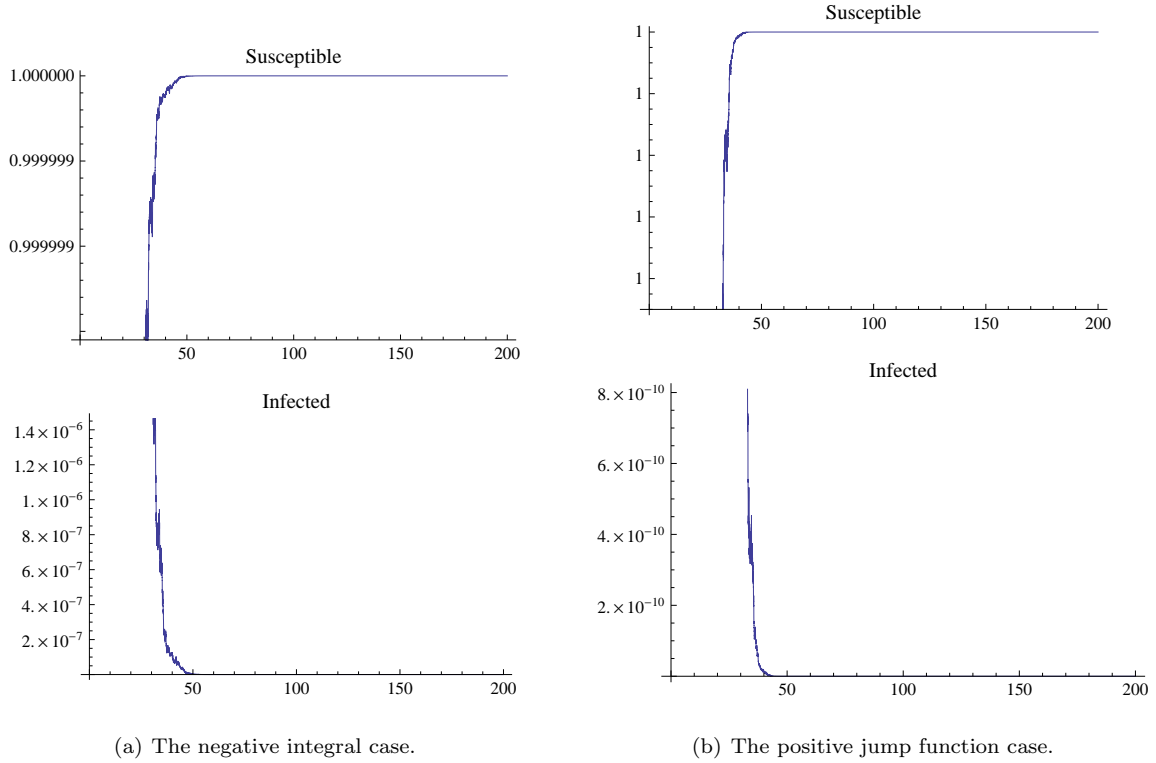 Susceptible
1.000000
0.999999
0.999999
50 100 150 200
Infected
1.4 × 10⁻⁶
1.2 × 10⁻⁶
1. × 10⁻⁶
8. × 10⁻⁷
6. × 10⁻⁷
4. × 10⁻⁷
2. × 10⁻⁷
50 100 150 200
(a) The negative integral case.
Susceptible
1
1
1
1
1
50 100 150 200
Infected
8. × 10⁻¹⁰
6. × 10⁻¹⁰
4. × 10⁻¹⁰
2. × 10⁻¹⁰
50 100 150 200
(b) The positive jump function case.